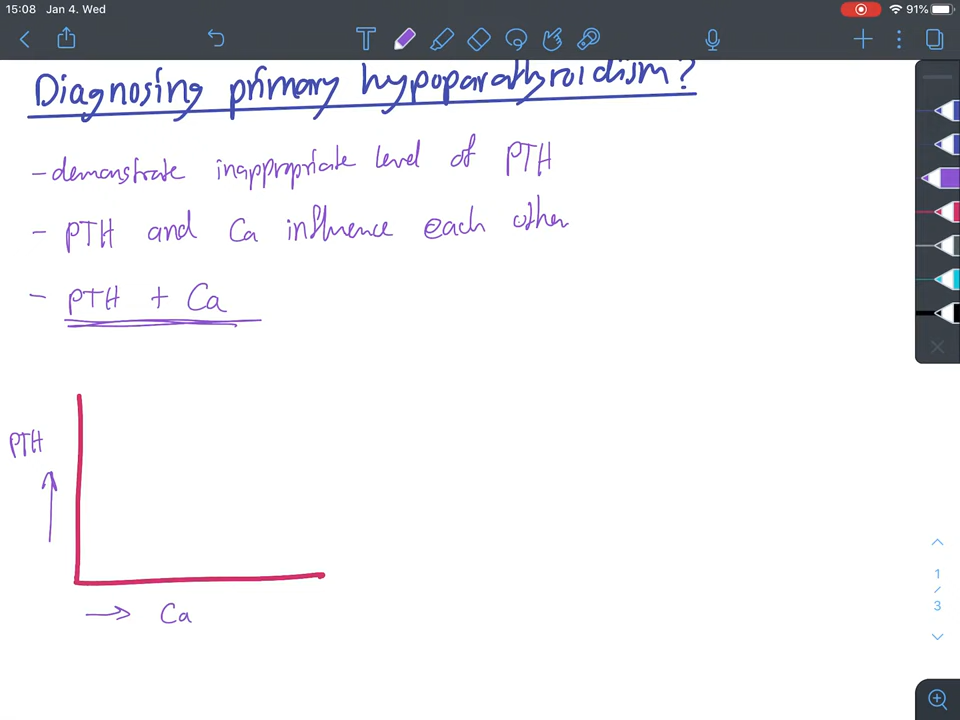 15:08 Jan 4. Wed
91%
T
Diagnosing primary hypoparathyroidism?
- demonstrate inappropriate level of PTH
- PTH and Ca influence each other
- PTH + Ca
PTH
Ca
1
/
3